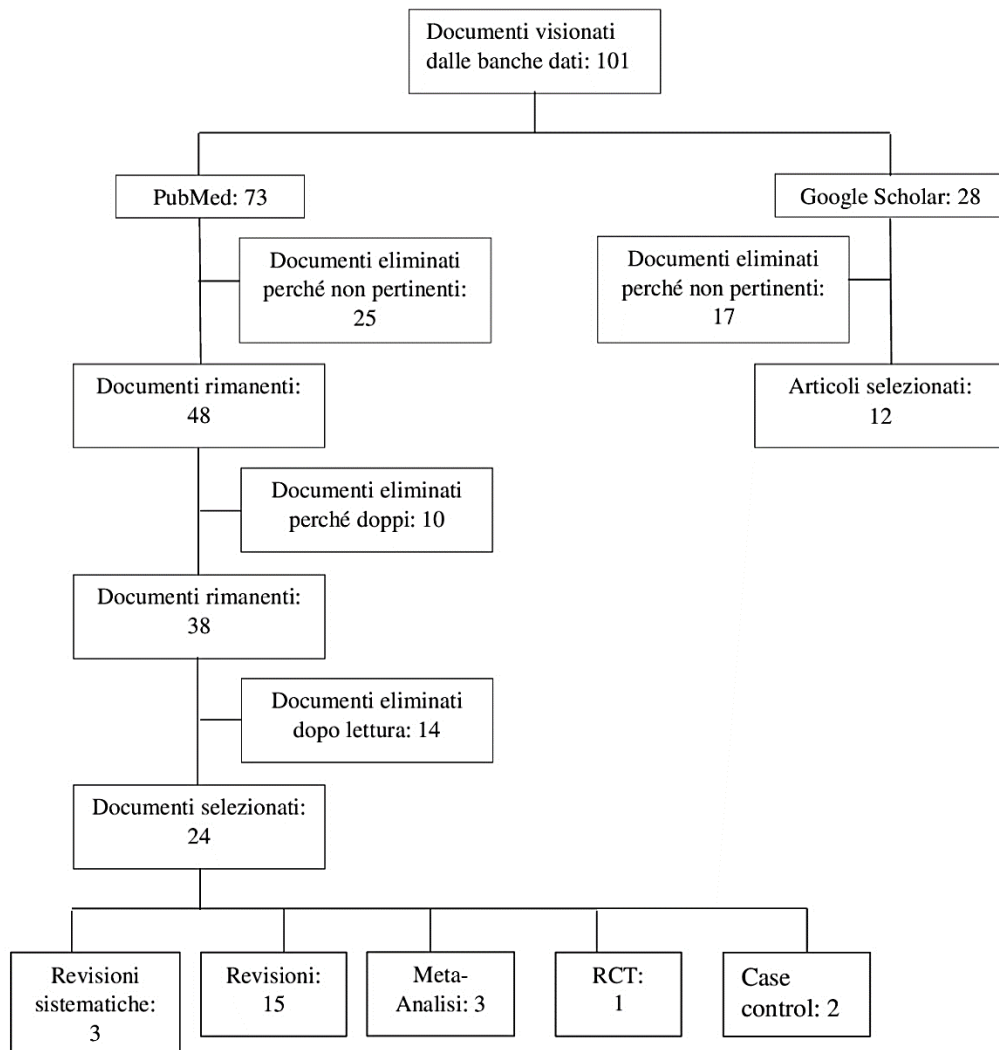 Documenti visionati
dalle banche dati: 101
PubMed: 73
Google Scholar: 28
Documenti eliminati
perché non pertinenti:
25
Documenti eliminati
perché non pertinenti:
17
Documenti rimanenti:
48
Articoli selezionati:
12
Documenti eliminati
perché doppi: 10
Documenti rimanenti:
38
Documenti eliminati
dopo lettura: 14
Documenti selezionati:
24
Revisioni
sistematiche:
3
Revisioni:
15
Meta-
Analisi: 3
RCT:
1
Case
control: 2